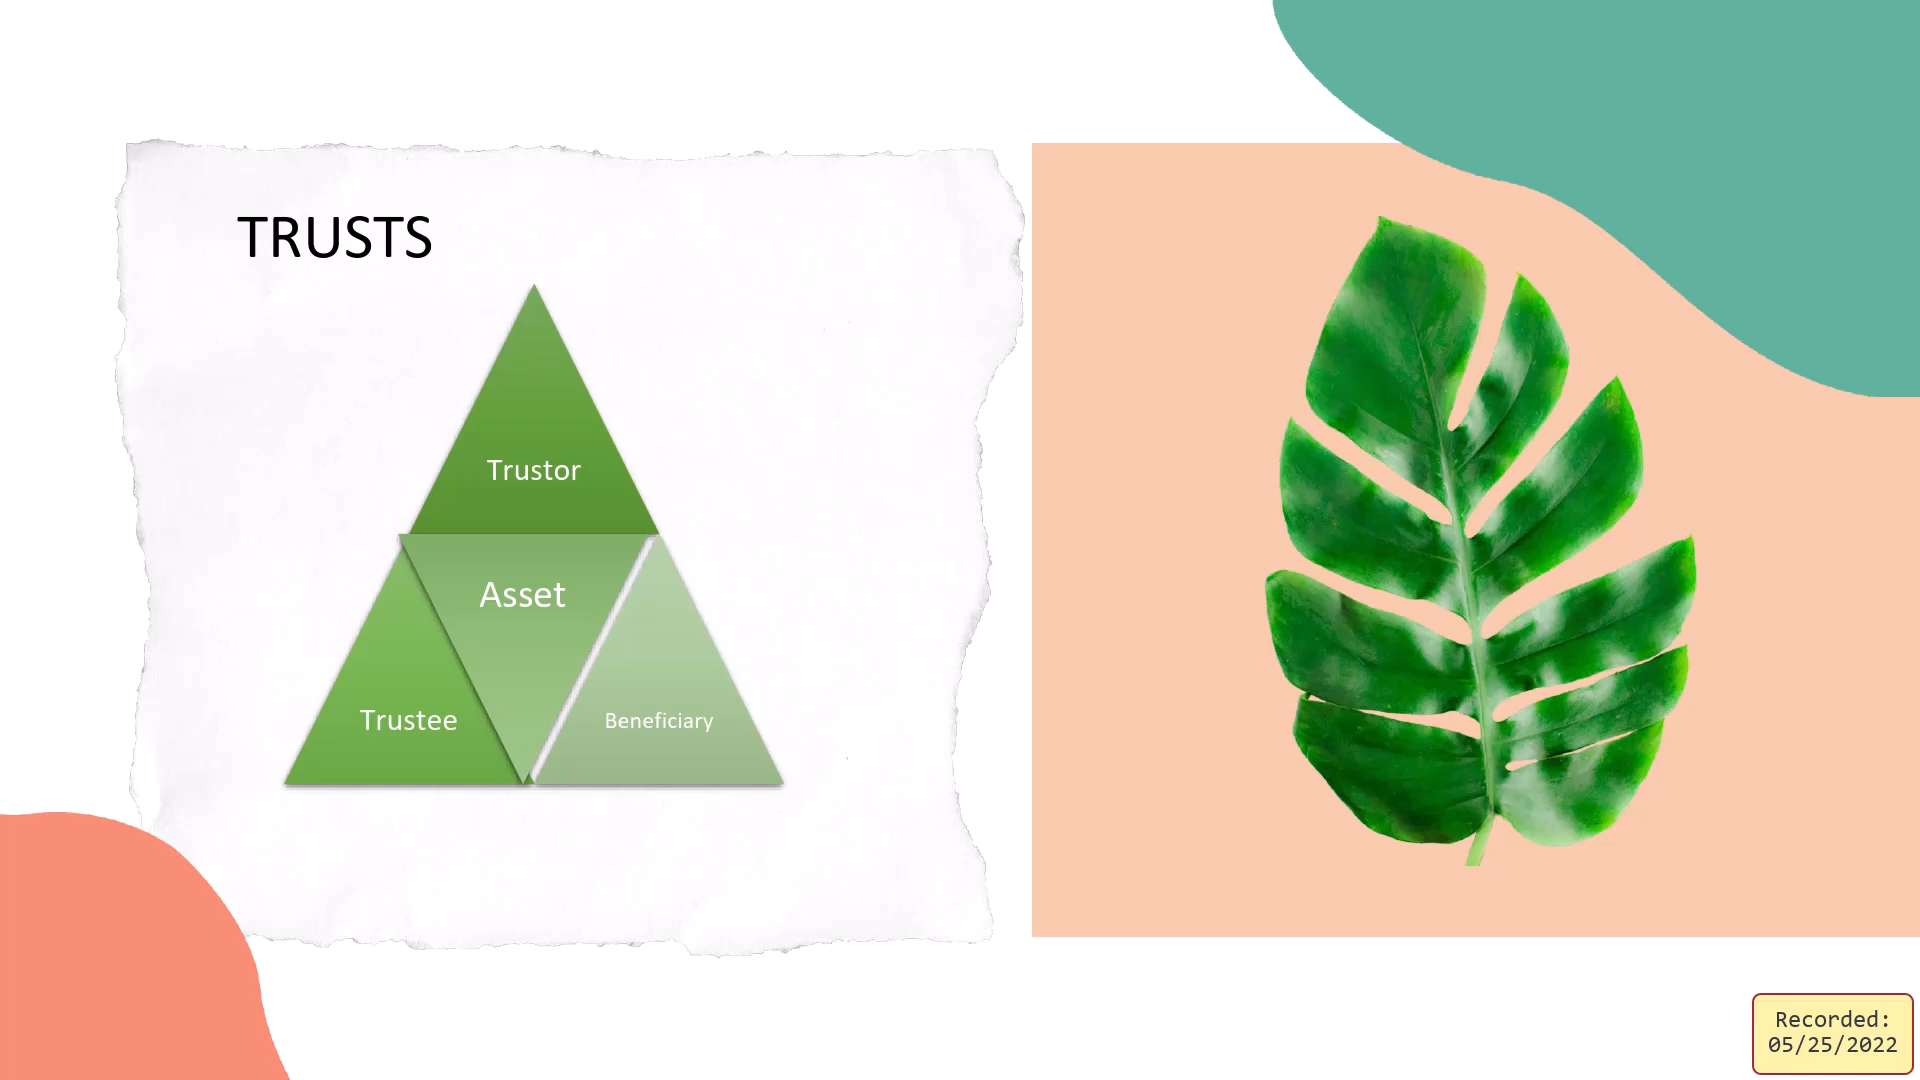 TRUSTS
Trustor
Asset
Trustee
Beneficiary
Recorded:
05/25/2022